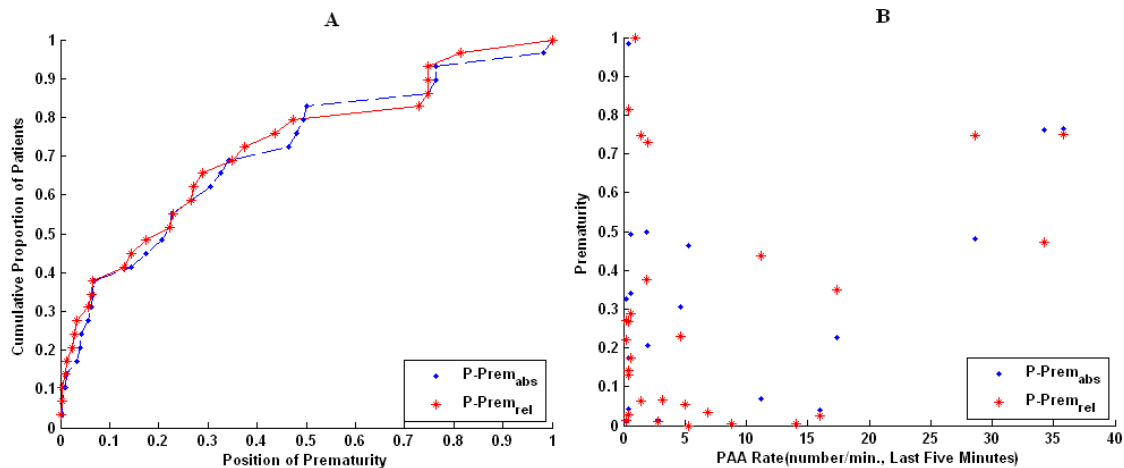 A
B
Cumulative Proportion of Patients
1
0.9
0.8
0.7
0.6
0.5
0.4
0.3
0.2
0.1
0
0 0.1 0.2 0.3 0.4 0.5 0.6 0.7 0.8 0.9 1
Position of Prematurity
P-Prem_abs
P-Prem_rel
Prematurity
1
0.9
0.8
0.7
0.6
0.5
0.4
0.3
0.2
0.1
0
0 5 10 15 20 25 30 35 40
PAA Rate(number/min., Last Five Minutes)
P-Prem_abs
P-Prem_rel